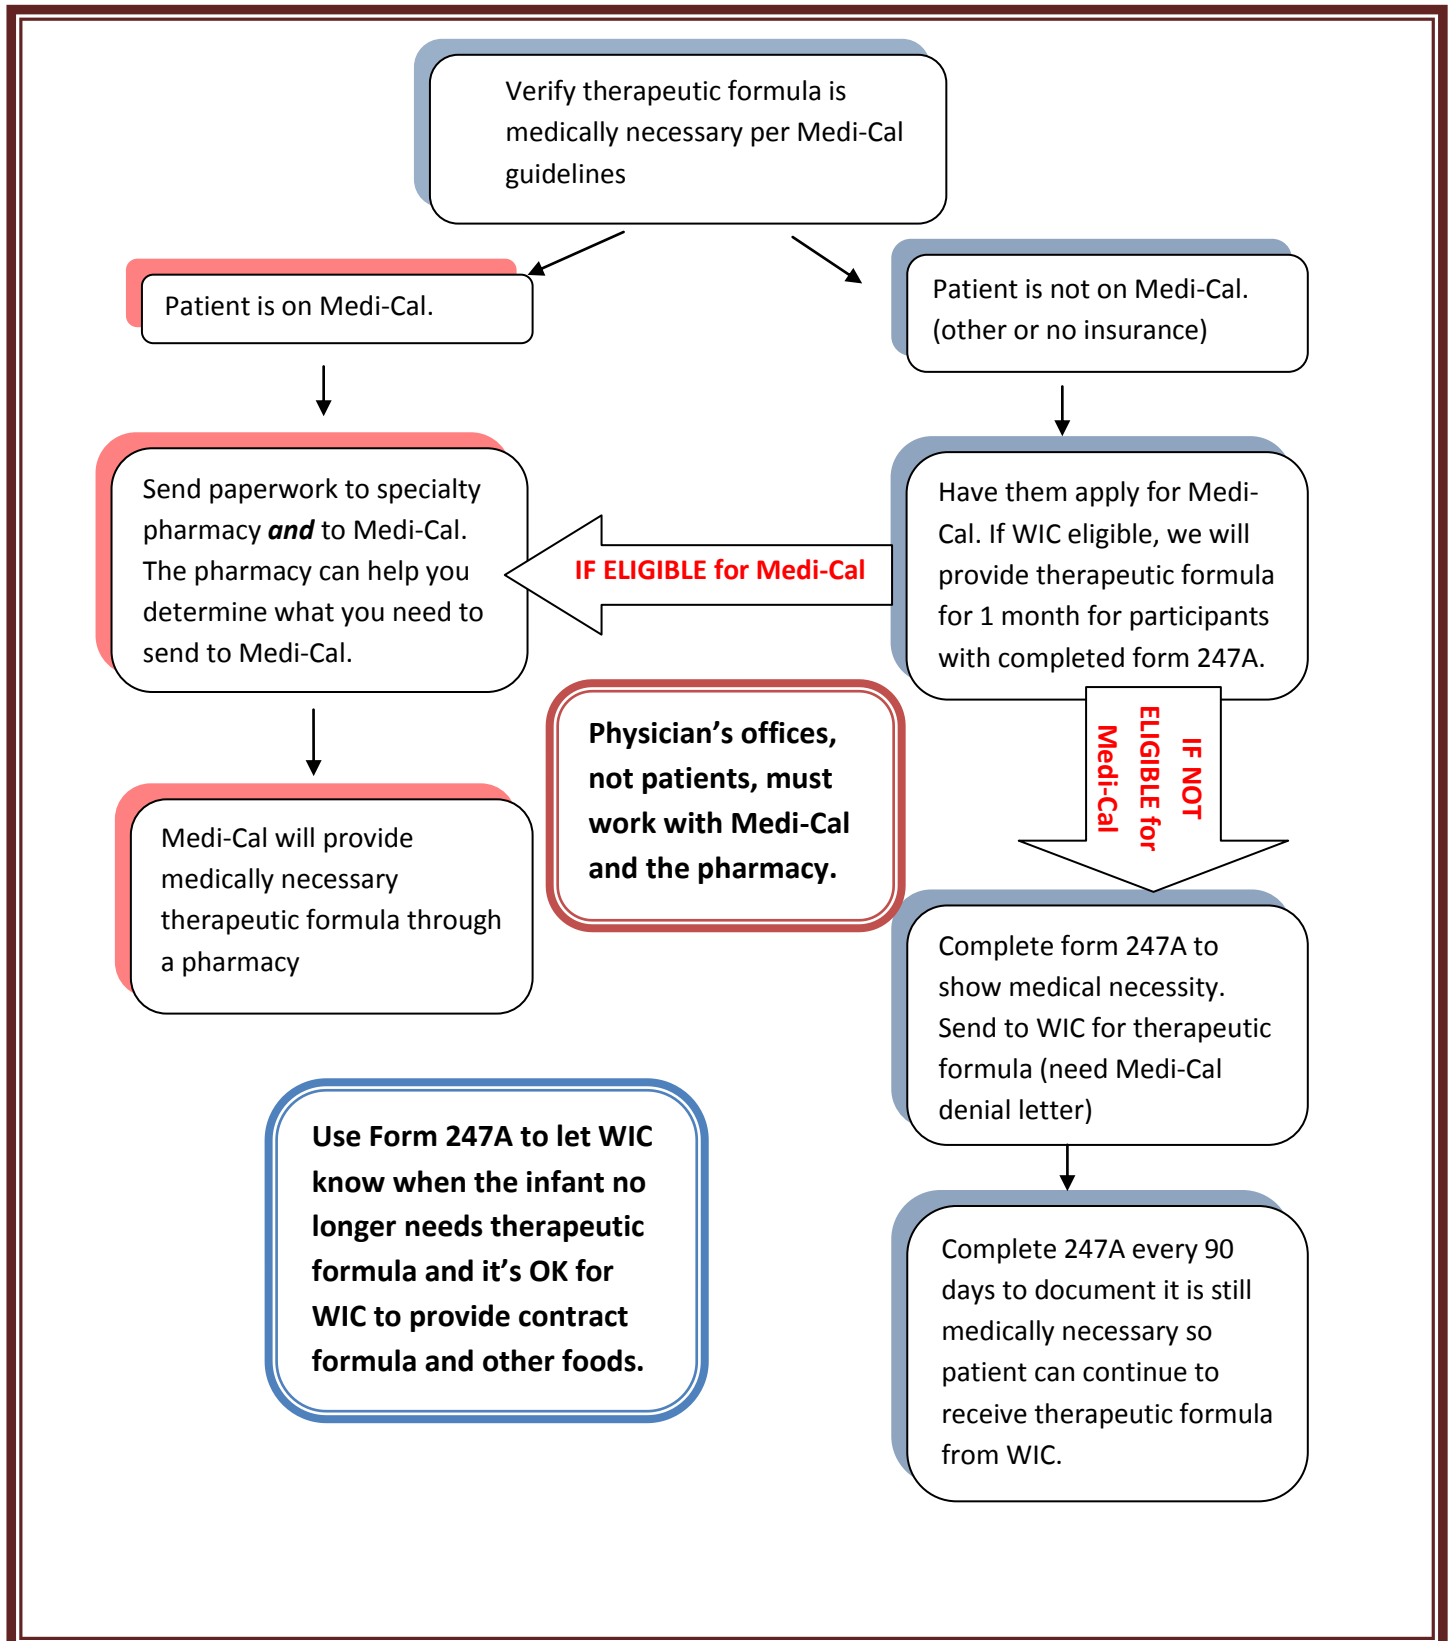 Verify therapeutic formula is
medically necessary per Medi-Cal
guidelines
Patient is on Medi-Cal.
Patient is not on Medi-Cal.
(other or no insurance)
Send paperwork to specialty
pharmacy and to Medi-Cal.
The pharmacy can help you
determine what you need to
send to Medi-Cal.
IF ELIGIBLE for Medi-Cal
Have them apply for Medi-
Cal. If WIC eligible, we will
provide therapeutic formula
for 1 month for participants
with completed form 247A.
IF NOT
ELIGIBLE for
Medi-Cal
Physician’s offices,
not patients, must
work with Medi-Cal
and the pharmacy.
Medi-Cal will provide
medically necessary
therapeutic formula through
a pharmacy
Complete form 247A to
show medical necessity.
Send to WIC for therapeutic
formula (need Medi-Cal
denial letter)
Use Form 247A to let WIC
know when the infant no
longer needs therapeutic
formula and it’s OK for
WIC to provide contract
formula and other foods.
Complete 247A every 90
days to document it is still
medically necessary so
patient can continue to
receive therapeutic formula
from WIC.